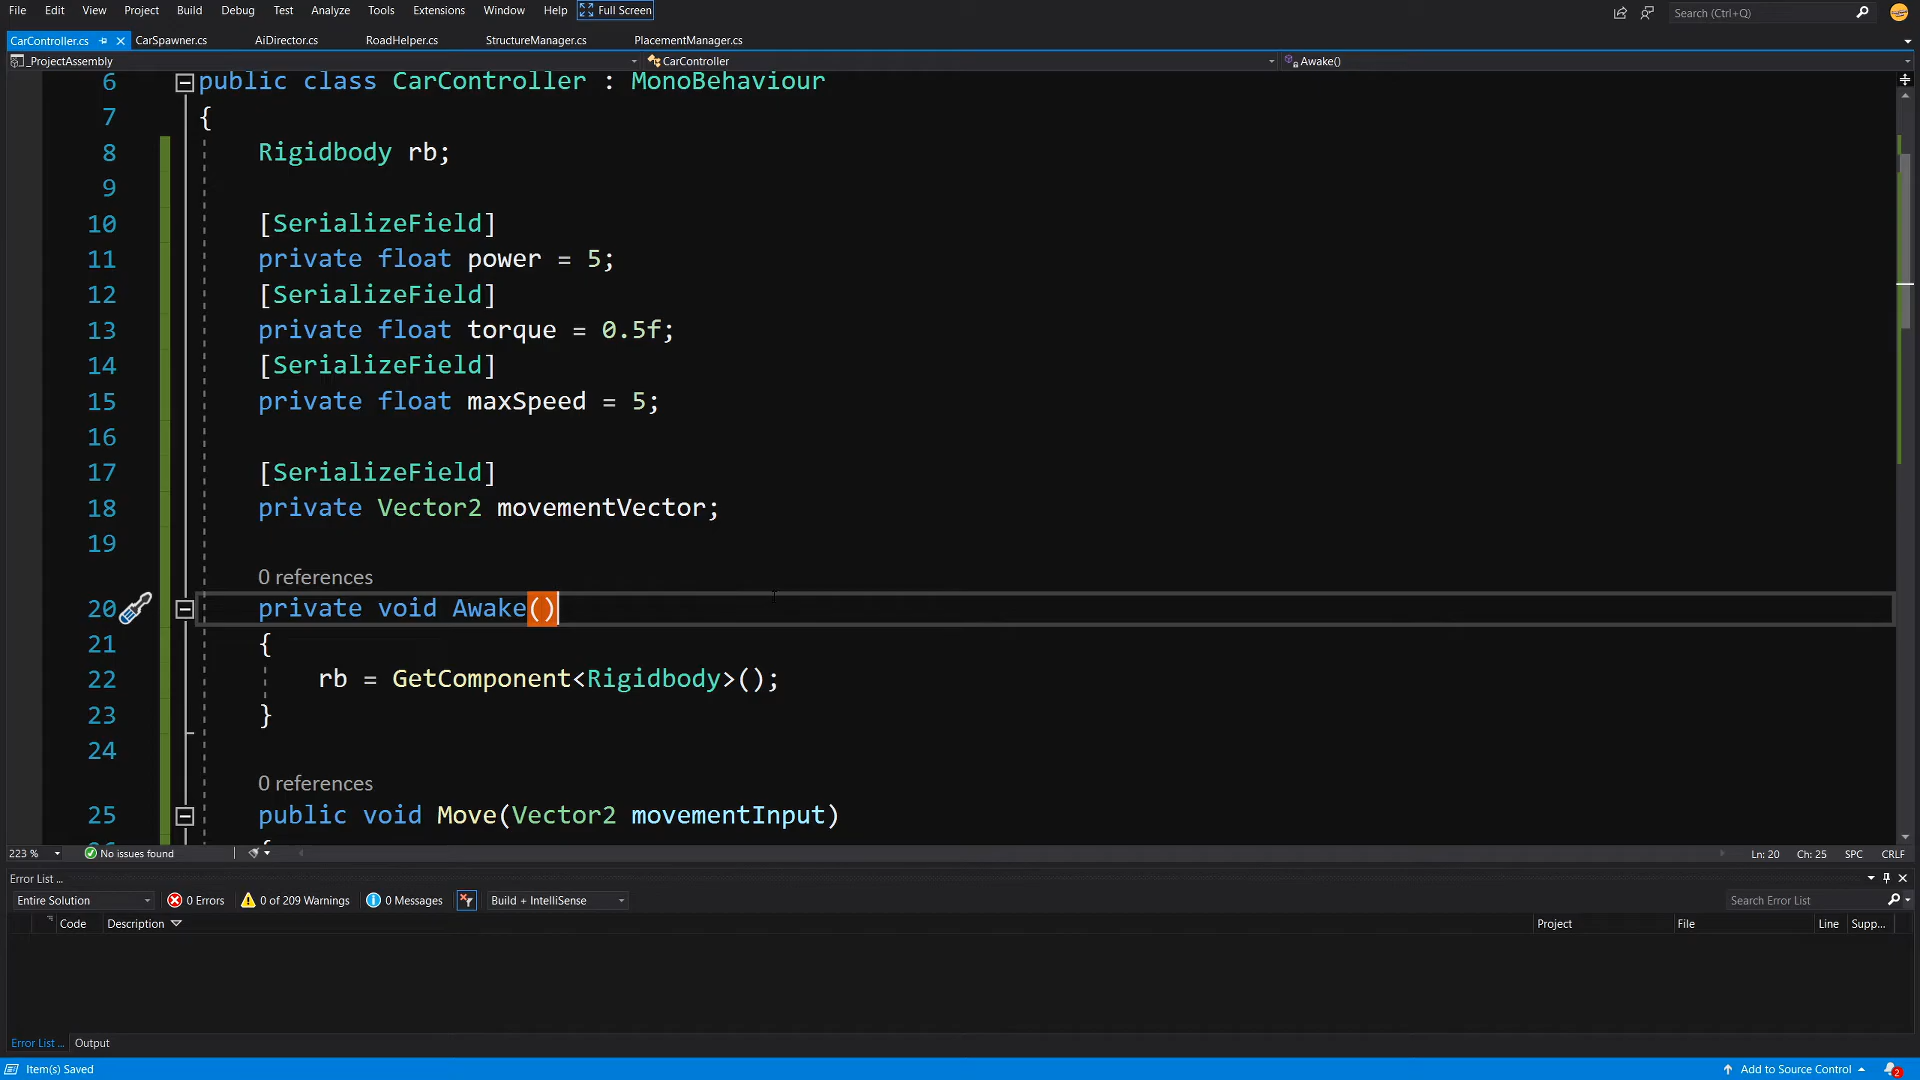 File Edit View Project Build Debug Test Analyze Tools Extensions Window Help Full Screen Search (Ctrl+Q)
CarController.cs CarSpawner.cs AiDirector.cs RoadHelper.cs StructureManager.cs PlacementManager.cs
_ProjectAssembly CarController Awake()
6 public class CarController : MonoBehaviour
7 {
8 Rigidbody rb;
9
10 [SerializeField]
11 private float power = 5;
12 [SerializeField]
13 private float torque = 0.5f;
14 [SerializeField]
15 private float maxSpeed = 5;
16
17 [SerializeField]
18 private Vector2 movementVector;
19
0 references
20 private void Awake()
21 {
22 rb = GetComponent<Rigidbody>();
23 }
24
0 references
25 public void Move(Vector2 movementInput)
223 % No issues found Ln: 20 Ch: 25 SPC CRLF
Error List ...
Entire Solution 0 Errors 0 of 209 Warnings 0 Messages Build + IntelliSense Search Error List
Code Description Project File Line Supp...
Error List ... Output
Item(s) Saved Add to Source Control 2